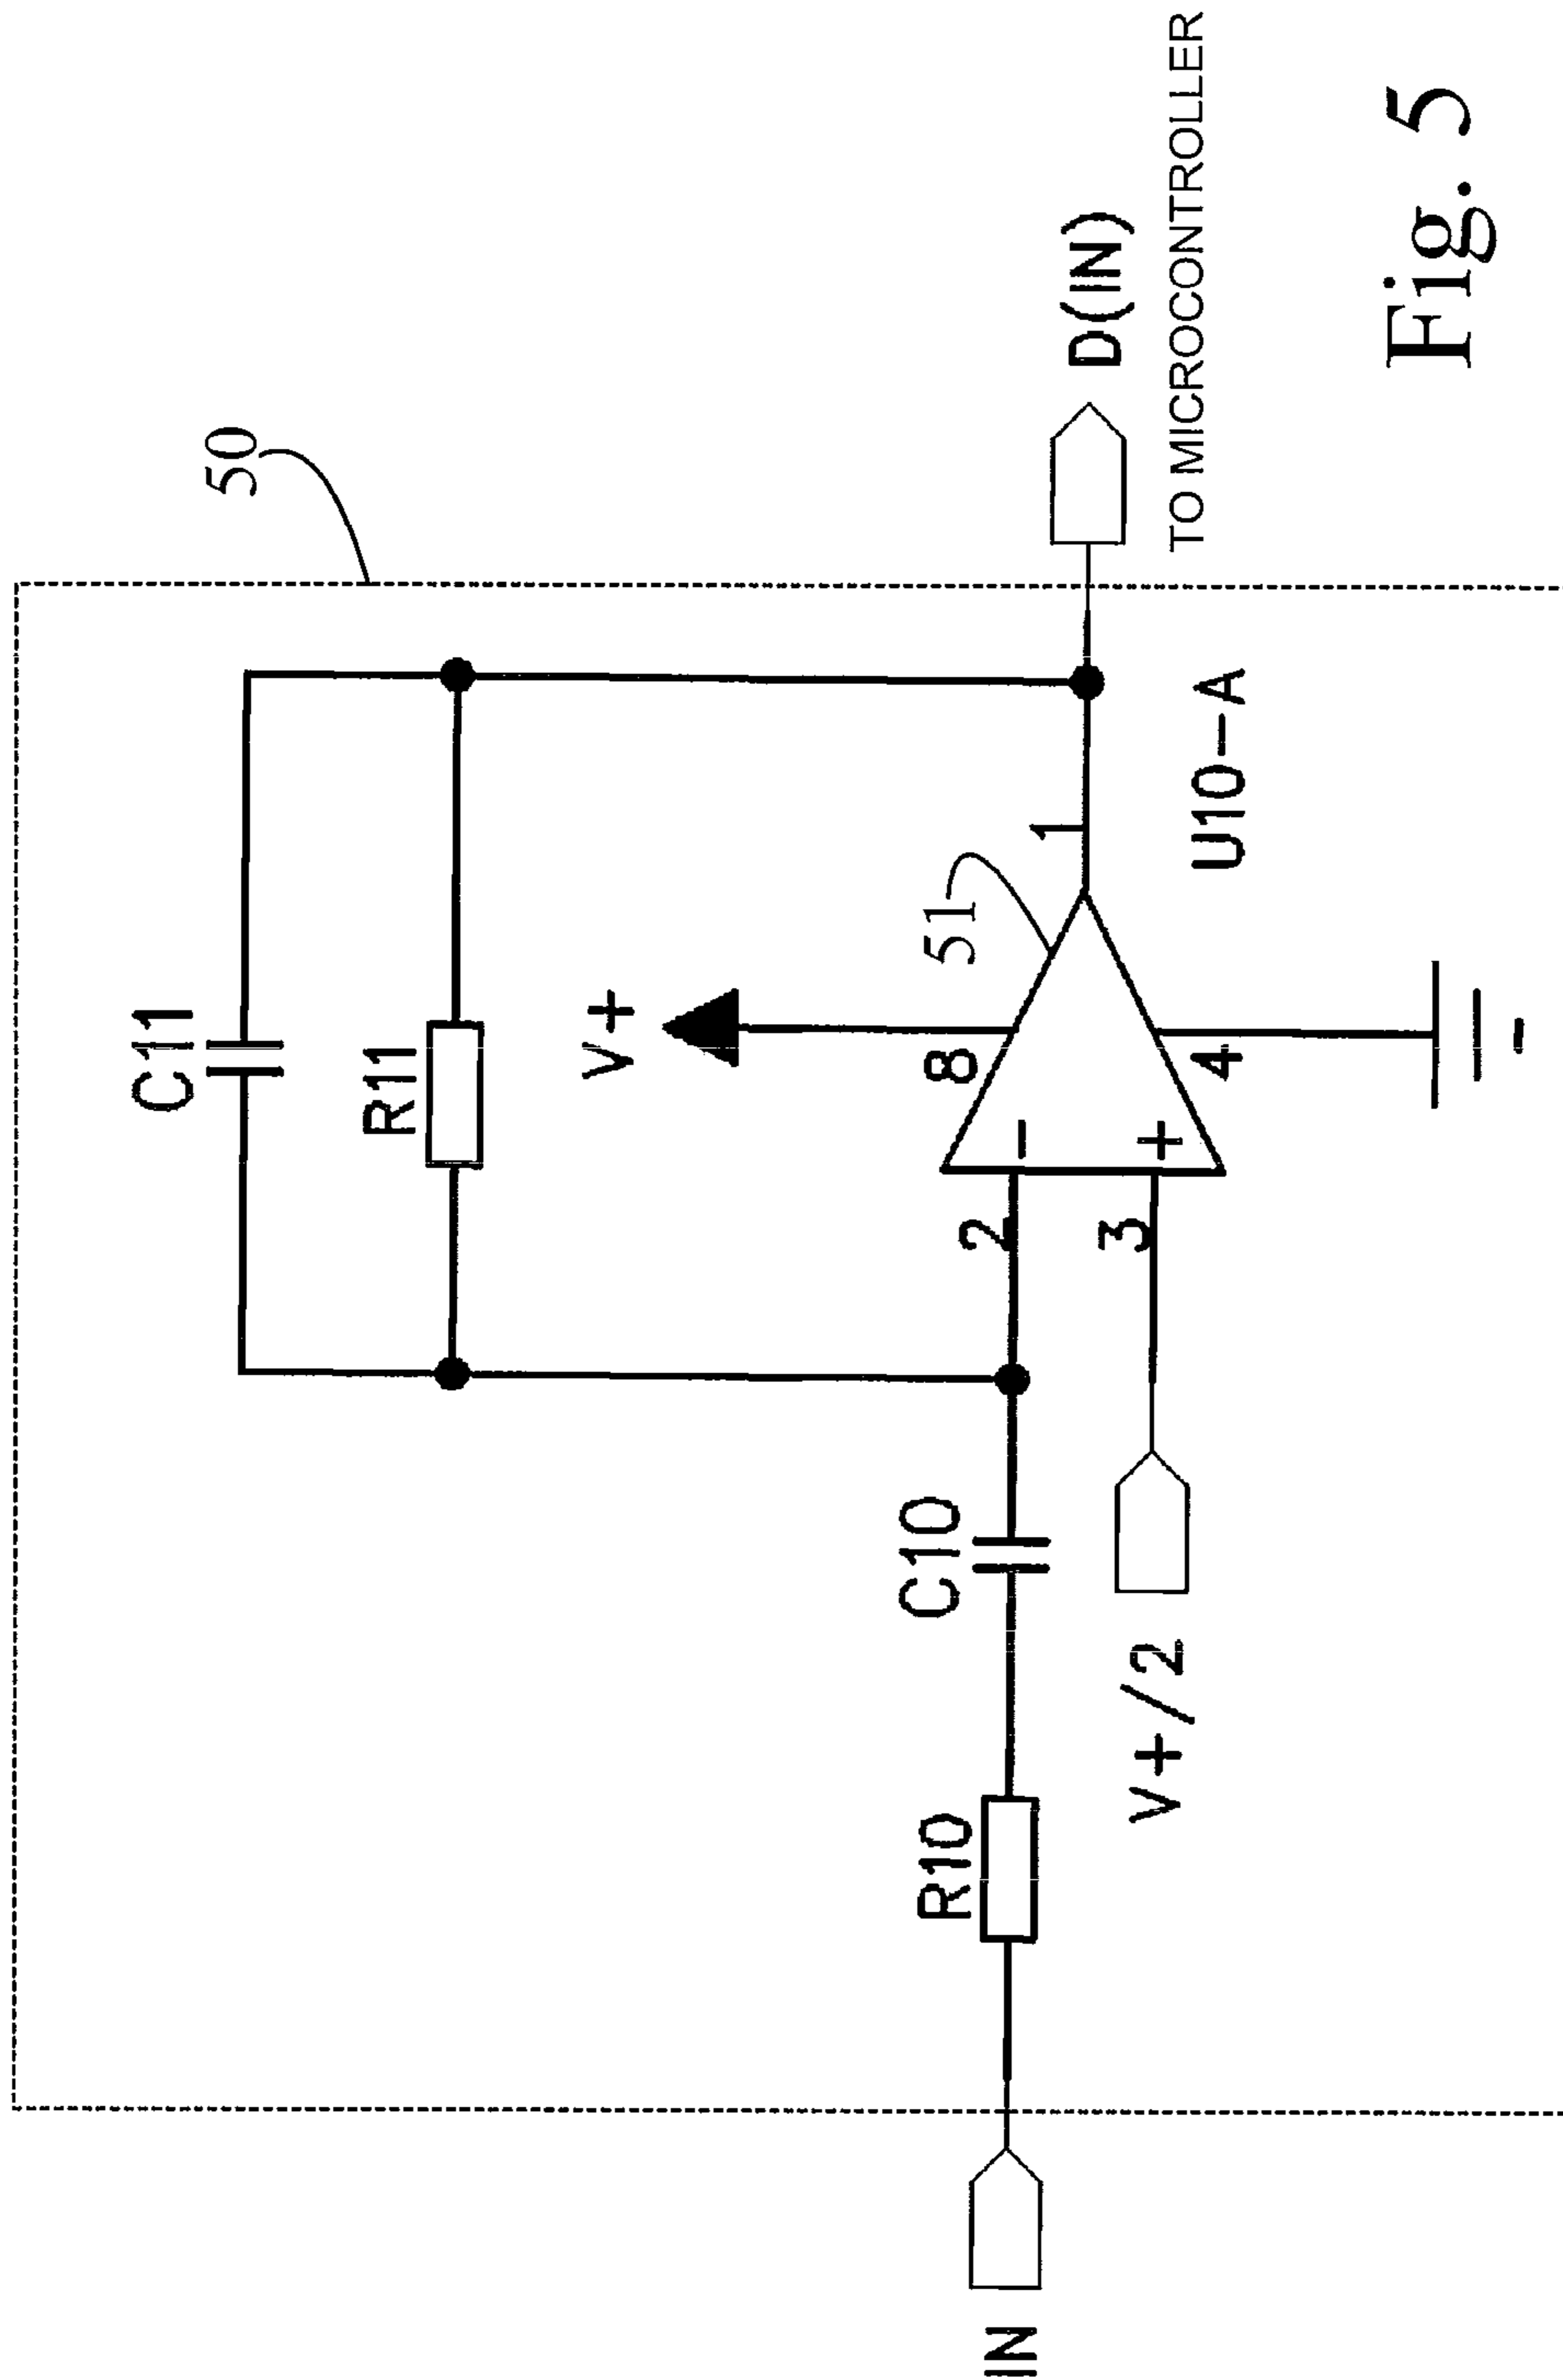 50
C11
R11
V+
51
8
2
-
1
3
+
4
U10-A
IN
R10
C10
V+/2
D(IN)
TO MICROCONTROLLER
Fig. 5